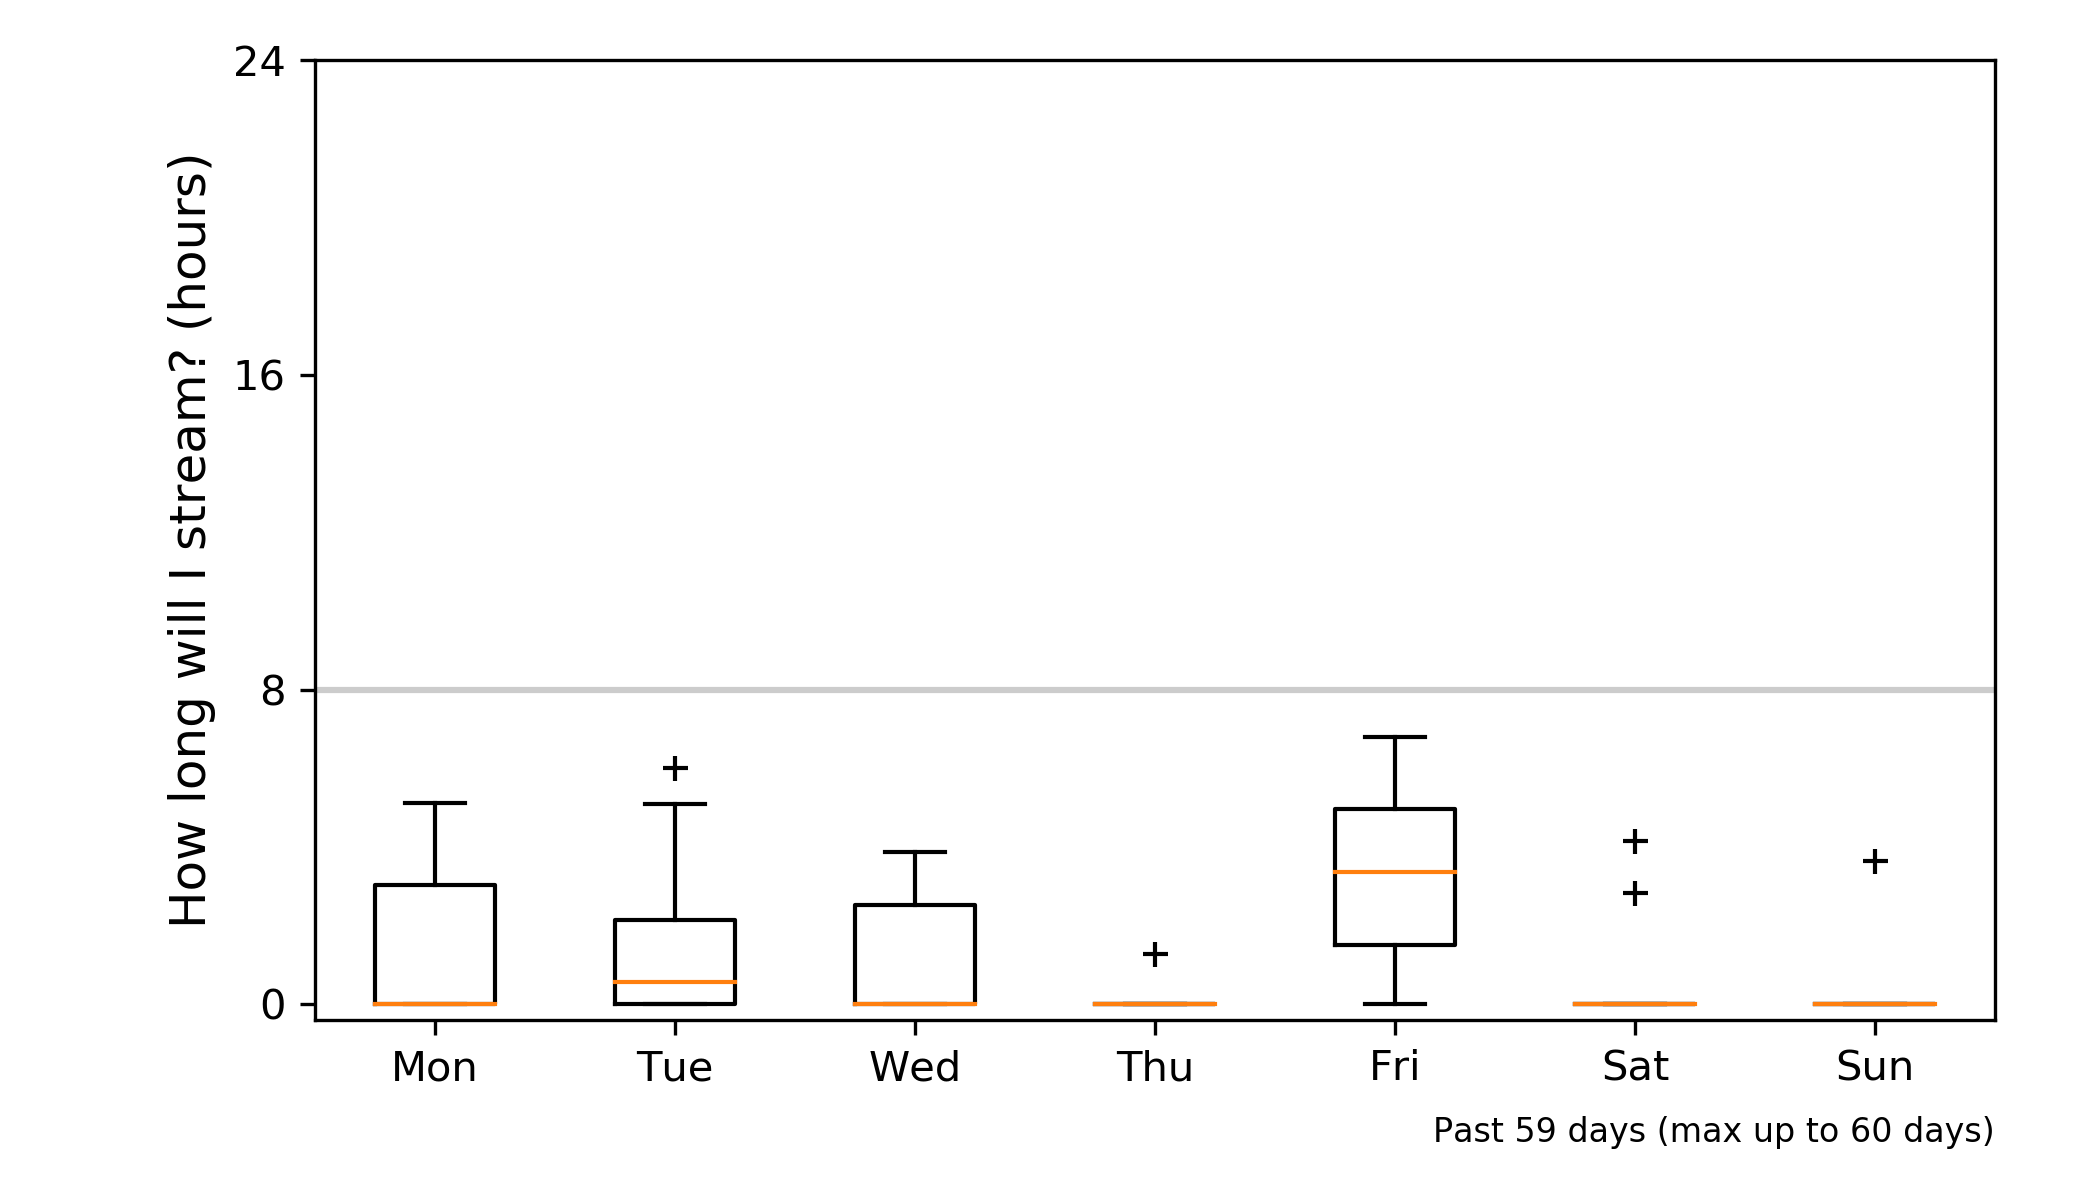 How long will I stream? (hours)
24
16
8
0
Mon Tue Wed Thu Fri Sat Sun
Past 59 days (max up to 60 days)